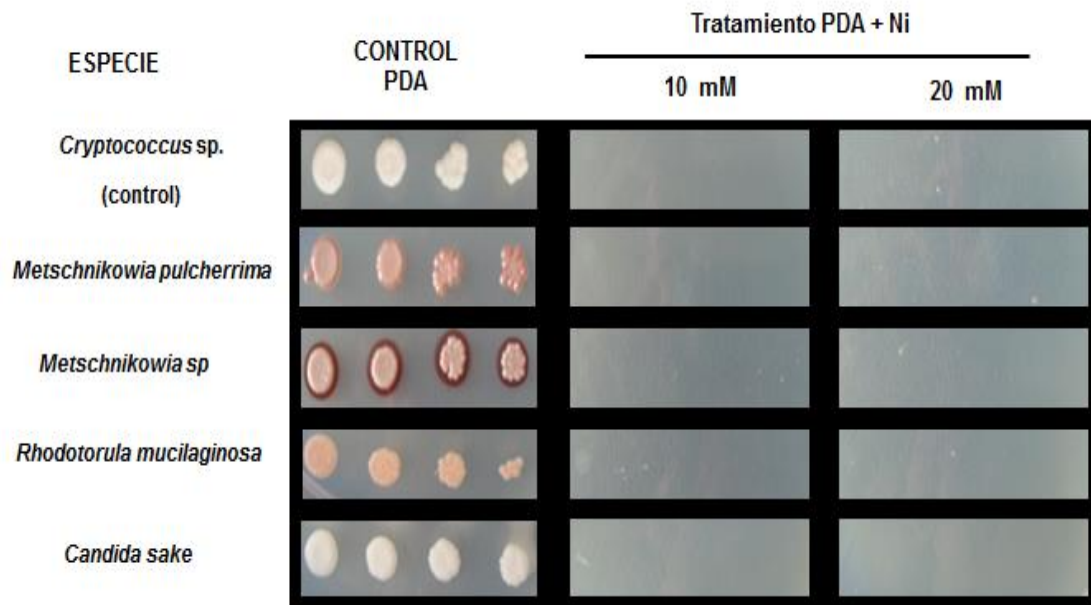 Tratamiento PDA + Ni
ESPECIE
CONTROL
PDA
10 mM
20 mM
Cryptococcus sp.
(control)
Metschnikowia pulcherrima
Metschnikowia sp
Rhodotorula mucilaginosa
Candida sake